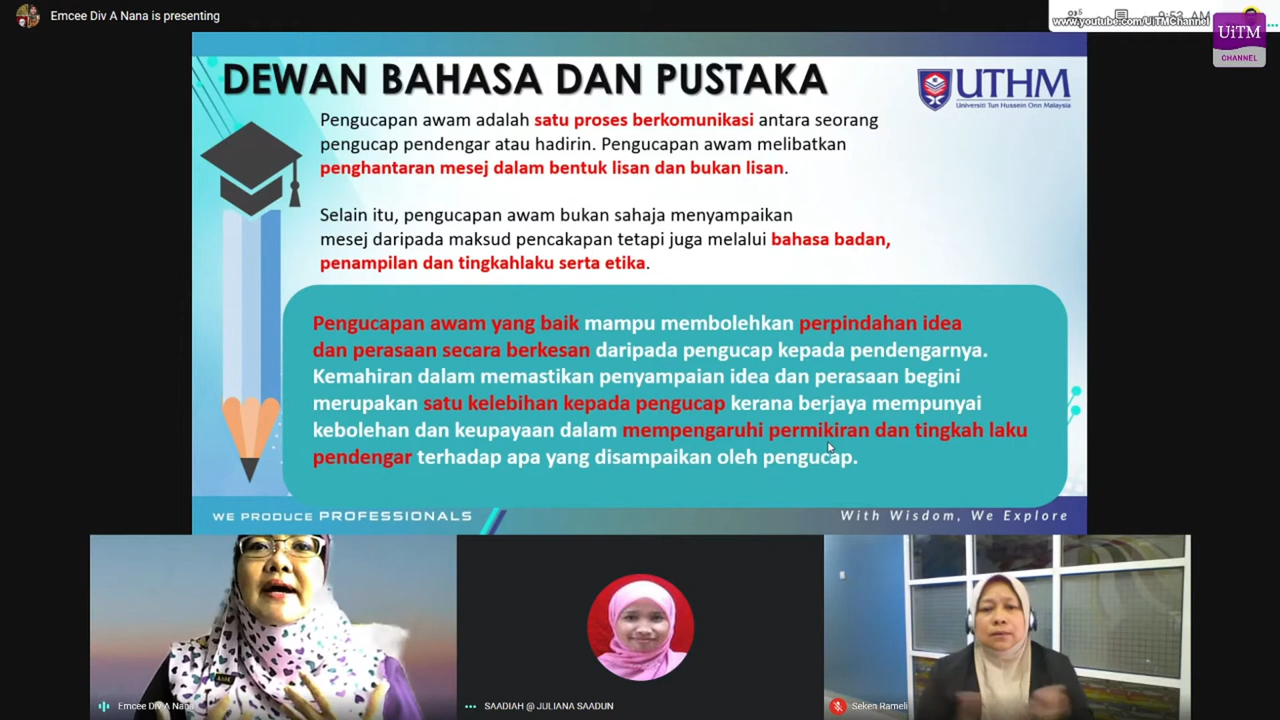 Emcee Div A Nana is presenting
www.youtube.com/UiTMChannel
UiTM
CHANNEL
DEWAN BAHASA DAN PUSTAKA
UTHM
Universiti Tun Hussein Onn Malaysia
Pengucapan awam adalah satu proses berkomunikasi antara seorang
pengucap pendengar atau hadirin. Pengucapan awam melibatkan
penghantaran mesej dalam bentuk lisan dan bukan lisan.
Selain itu, pengucapan awam bukan sahaja menyampaikan
mesej daripada maksud pencakapan tetapi juga melalui bahasa badan,
penampilan dan tingkahlaku serta etika.
Pengucapan awam yang baik mampu membolehkan perpindahan idea
dan perasaan secara berkesan daripada pengucap kepada pendengarnya.
Kemahiran dalam memastikan penyampaian idea dan perasaan begini
merupakan satu kelebihan kepada pengucap kerana berjaya mempunyai
kebolehan dan keupayaan dalam mempengaruhi permikiran dan tingkah laku
pendengar terhadap apa yang disampaikan oleh pengucap.
WE PRODUCE PROFESSIONALS
With Wisdom, We Explore
Emcee Div A Nana
SAADIAH @ JULIANA SAADUN
Seken Rameli